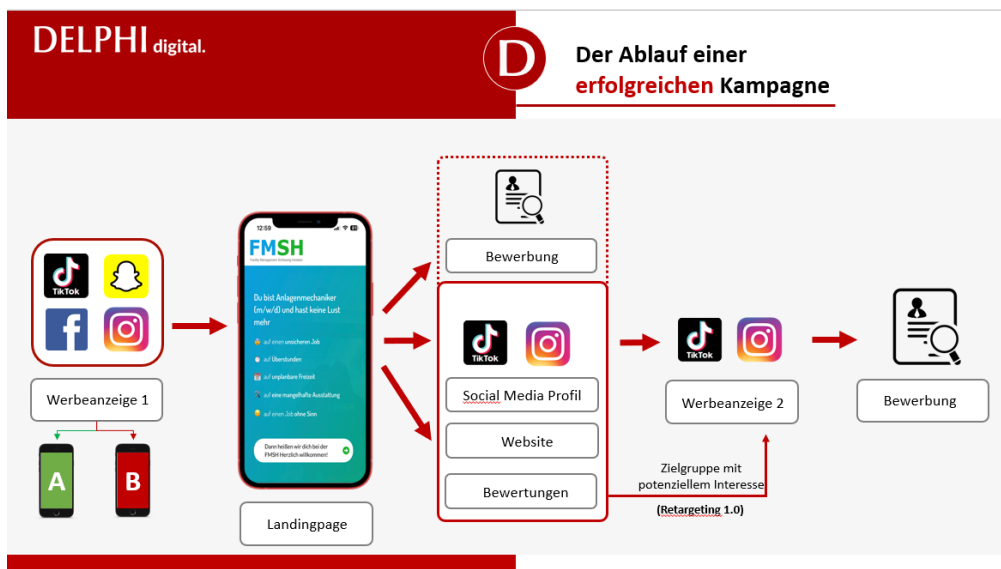 DELPHI digital.
D
Der Ablauf einer
erfolgreichen Kampagne
TikTok
Werbeanzeige 1
A
B
12:59
FMSH
Du bist Anlagenmechaniker
(m/w/d) und hast keine Lust
mehr
auf einen unsicheren Job
auf Überstunden
auf unplanbare Freizeit
auf eine mangelhafte Ausstattung
auf einen Job ohne Sinn
Dann heißen wir dich bei der
FMSH Herzlich willkommen!
Landingpage
Bewerbung
TikTok
Social Media Profil
Website
Bewertungen
TikTok
Werbeanzeige 2
Zielgruppe mit
potenziellem Interesse
(Retargeting 1.0)
Bewerbung